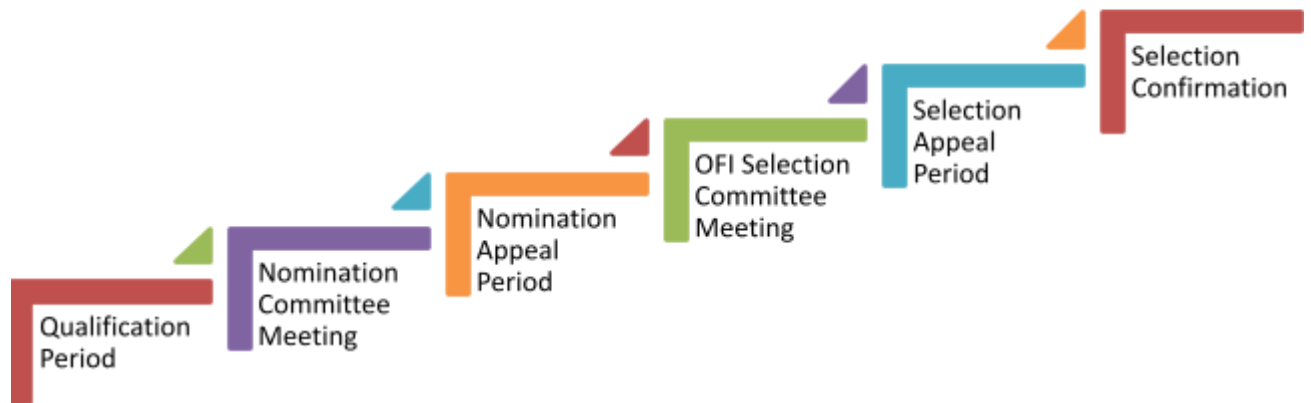 Qualification
Period
Nomination
Committee
Meeting
Nomination
Appeal
Period
OFI Selection
Committee
Meeting
Selection
Appeal
Period
Selection
Confirmation